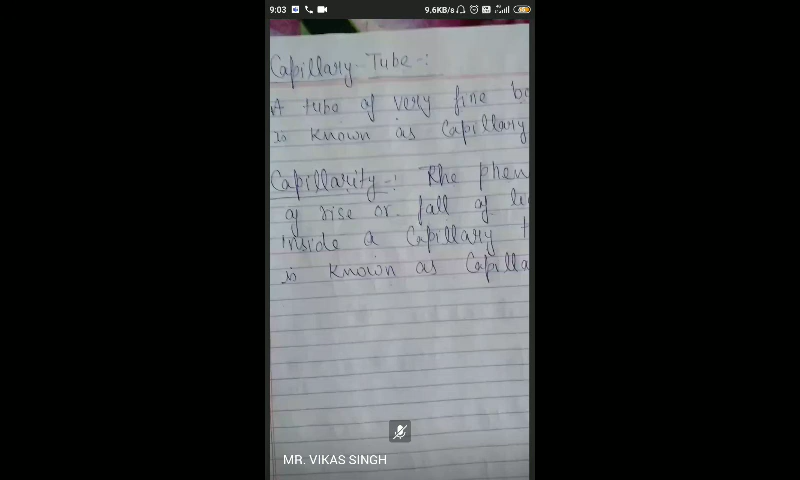 9:03 9.6KB/s
Capillary Tube -:
A tube of very fine
is known as Capillary
Capillarity -: The
of rise or fall of
inside a Capillary
is known as
MR. VIKAS SINGH